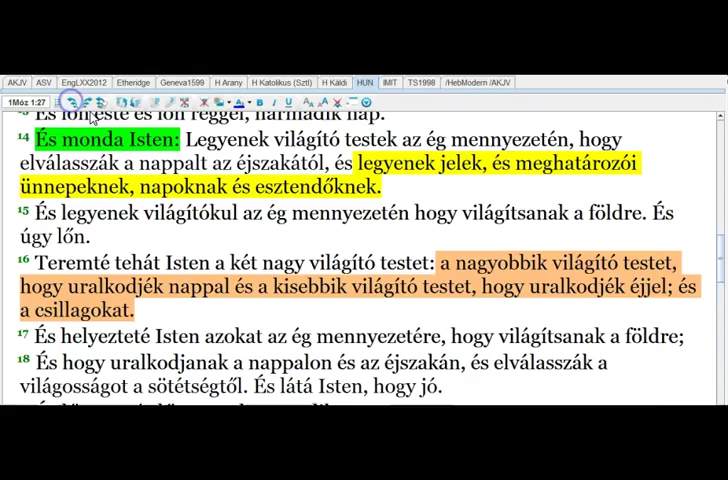 AKJV ASV EngLXX2012 Etheridge Geneva1599 H Arany H Katolikus (Sztl) H Káldi HUN IMIT TS1998 /HebModern /AKJV
1Móz 1:27
És lőn este és lőn reggel, harmadik nap.
14 És monda Isten: Legyenek világító testek az ég mennyezetén, hogy
elválasszák a nappalt az éjszakától, és legyenek jelek, és meghatározói
ünnepeknek, napoknak és esztendőknek.
15 És legyenek világítókul az ég mennyezetén hogy világítsanak a földre. És
úgy lőn.
16 Teremté tehát Isten a két nagy világító testet: a nagyobbik világító testet,
hogy uralkodjék nappal és a kisebbik világító testet, hogy uralkodjék éjjel; és
a csillagokat.
17 És helyezteté Isten azokat az ég mennyezetére, hogy világítsanak a földre;
18 És hogy uralkodjanak a nappalon és az éjszakán, és elválasszák a
világosságot a sötétségtől. És látá Isten, hogy jó.